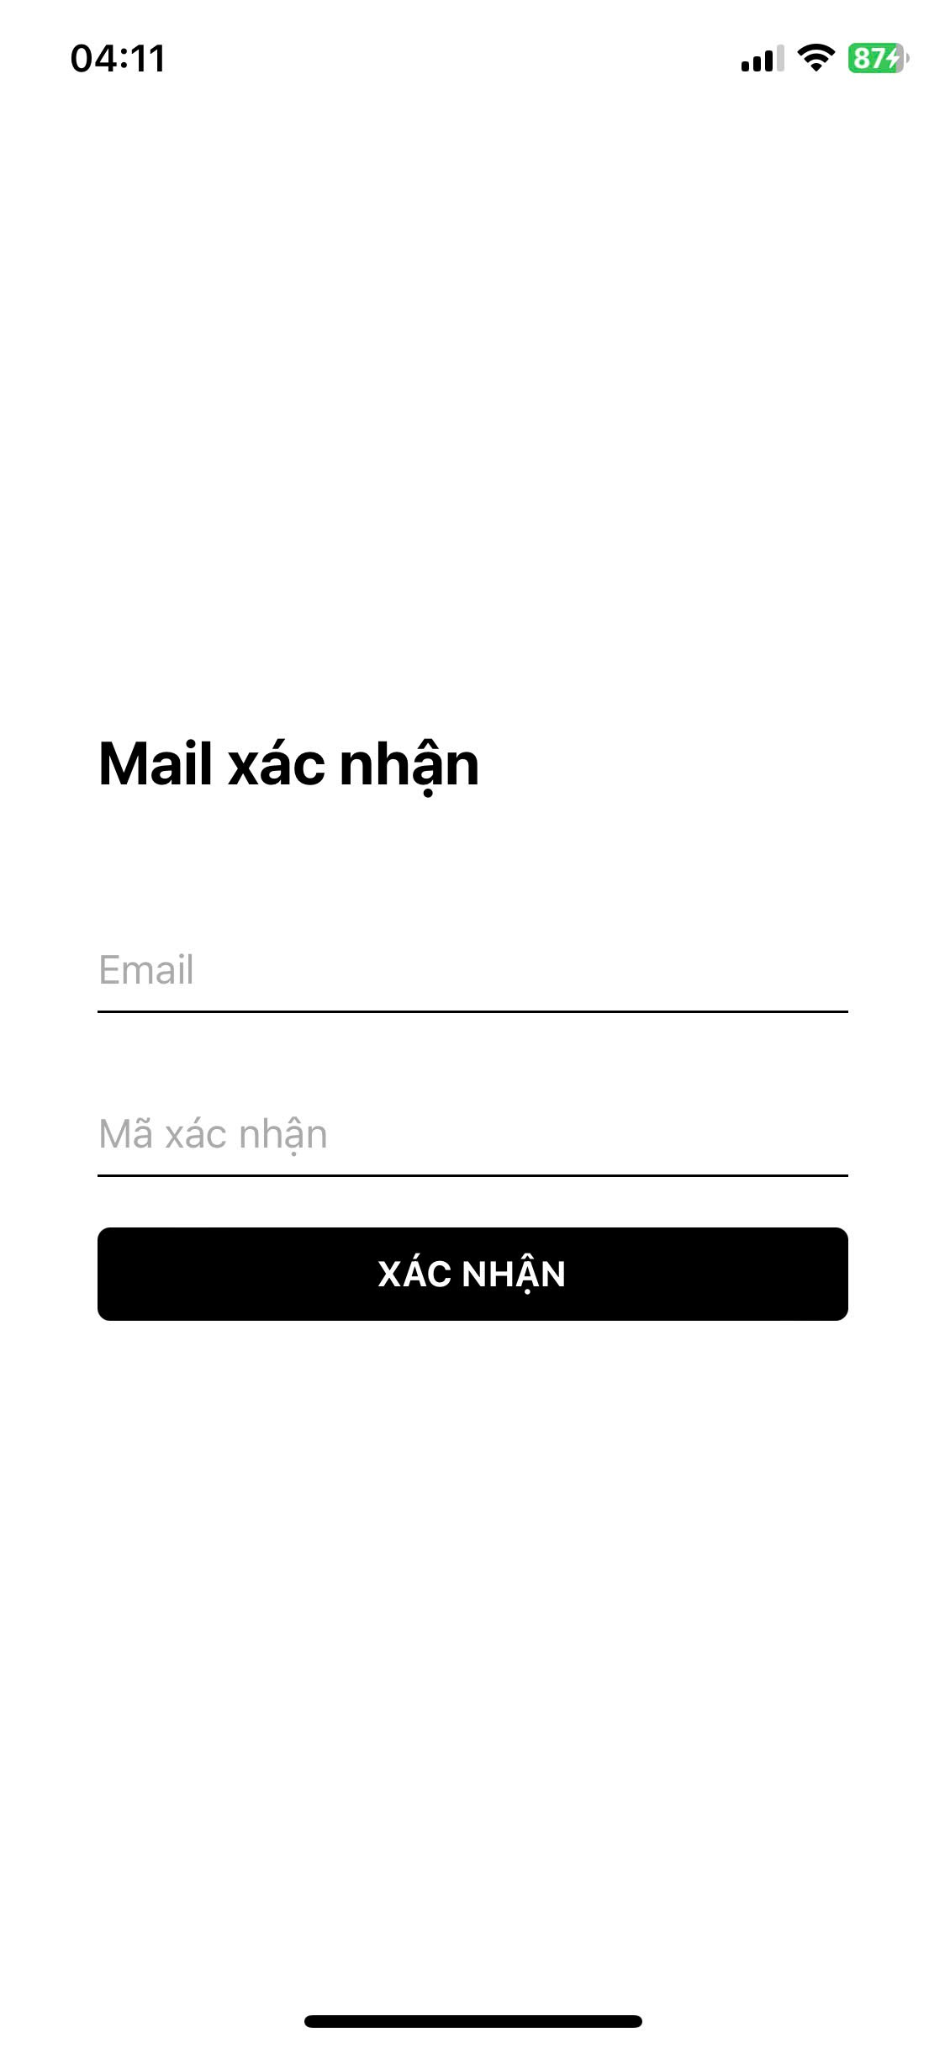 04:11
87
Mail xác nhận
Email
Mã xác nhận
XÁC NHẬN